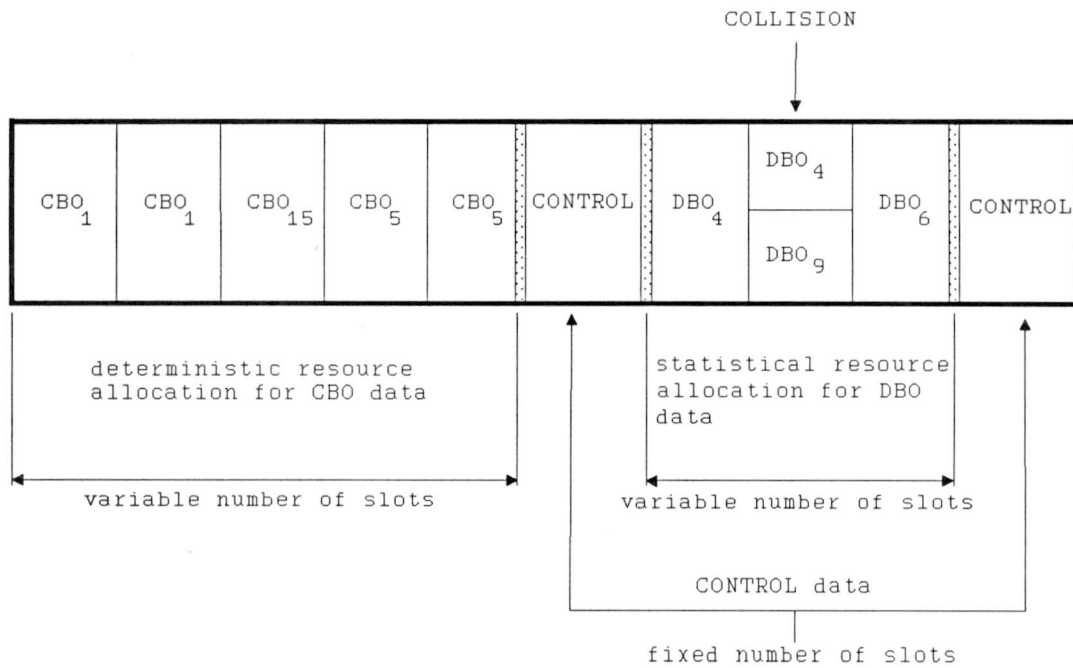 COLLISION
CBO1 CBO1 CBO15 CBO5 CBO5 CONTROL DBO4 DBO4 DBO6 CONTROL
DBO9
deterministic resource
allocation for CBO data
statistical resource
allocation for DBO
data
variable number of slots
variable number of slots
CONTROL data
fixed number of slots